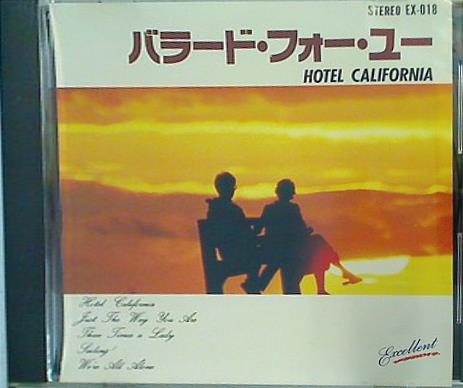 STEREO EX-018
バラード・フォー・ユー
HOTEL CALIFORNIA
Hotel California
Just The Way You Are
Three Times a Lady
Sailing
We're All Alone
Excellent